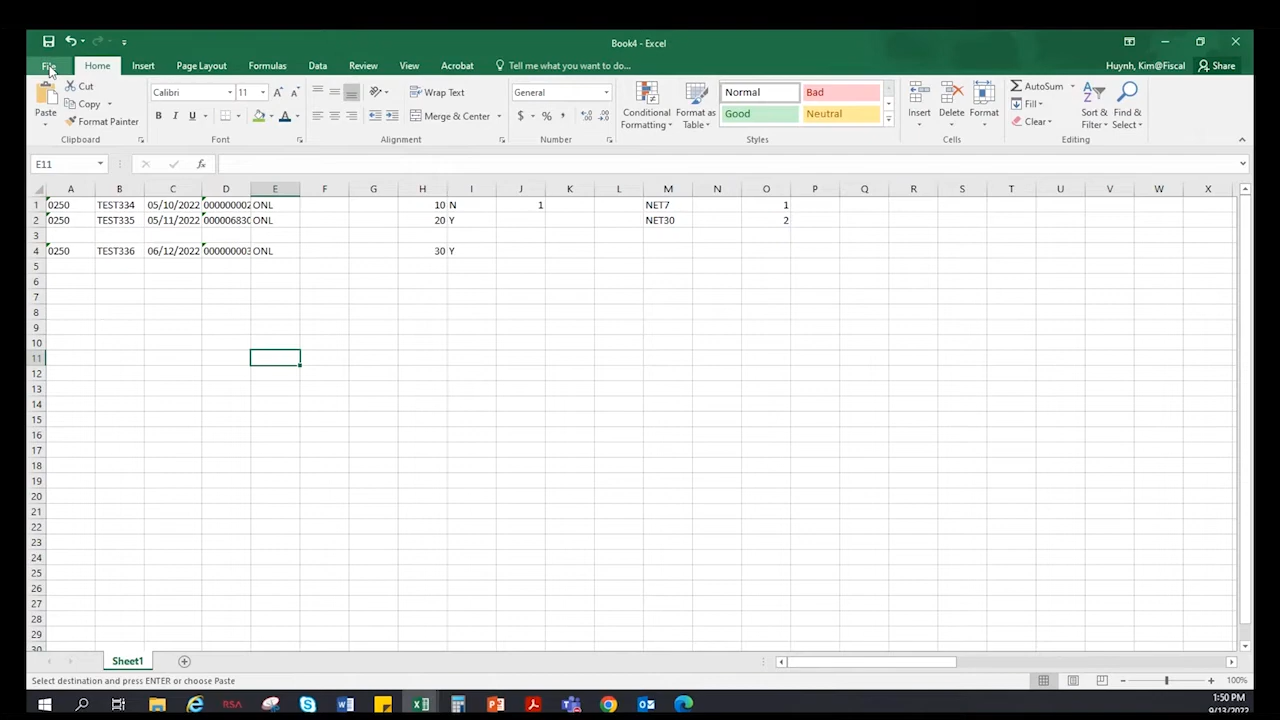 Book4 - Excel
File Home Insert Page Layout Formulas Data Review View Acrobat Tell me what you want to do... Huynh, Kim@Fiscal Share
Paste Cut Copy Format Painter Clipboard
Calibri 11 B I U Font
Wrap Text Merge & Center Alignment
General $ % , Number
Conditional Formatting Format as Table Normal Bad Good Neutral Styles
Insert Delete Format Cells
AutoSum Fill Clear Sort & Filter Find & Select Editing
E11 fx
A B C D E F G H I J K L M N O P Q R S T U V W X
1 0250 TEST334 05/10/2022 000000002 ONL 10 N 1 NET7 1
2 0250 TEST335 05/11/2022 00000683 ONL 20 Y NET30 2
3
4 0250 TEST336 06/12/2022 000000003 ONL 30 Y
5
6
7
8
9
10
11
12
13
14
15
16
17
18
19
20
21
22
23
24
25
26
27
28
29
30
Sheet1
Select destination and press ENTER or choose Paste 100%
RSA 1:50 PM
9/13/2022